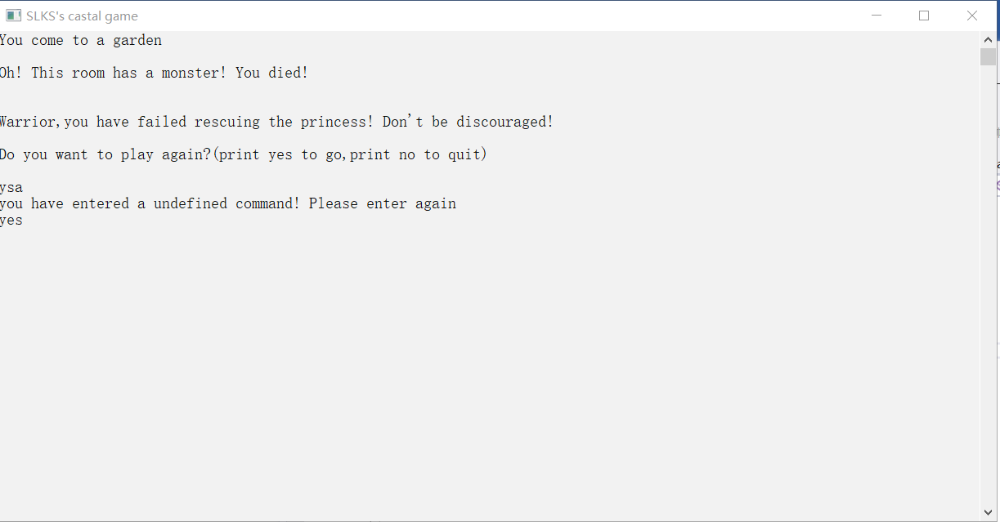 SLKS's castal game
You come to a garden
Oh! This room has a monster! You died!
Warrior,you have failed rescuing the princess! Don't be discouraged!
Do you want to play again?(print yes to go,print no to quit)
ysa
you have entered a undefined command! Please enter again
yes